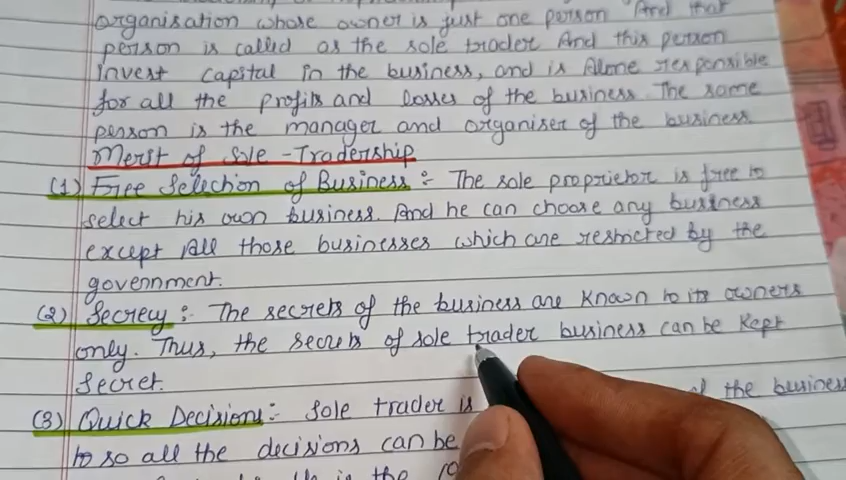 organisation whose owner is just one person And that
person is called as the sole trader And this person
invest capital in the business, and is Alone responsible
for all the profits and losses of the business The same
person is the manager and organiser of the business
Merit of Sole - Tradership
(1) Free Selection of Business :- The sole proprietor is free to
select his own business. And he can choose any business
except all those businesses which are restricted by the
government.
(2) Secrecy :- The secrets of the business are known to its owners
only. Thus, the secrets of sole trader business can be kept
secret.
(3) Quick Decision :- Sole trader is of the business
to so all the decisions can be
is the